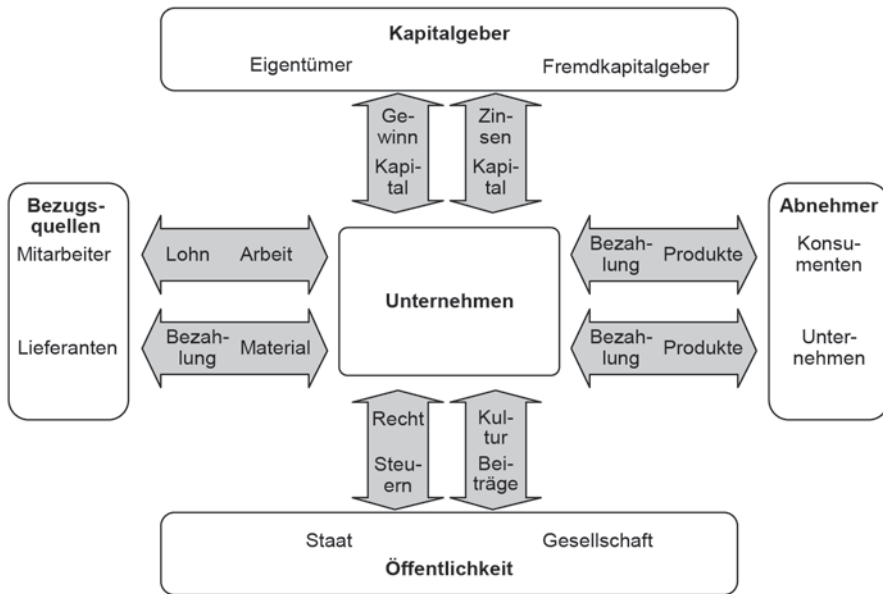 Kapitalgeber
Eigentümer Fremdkapitalgeber
Ge-
winn
Kapi-
tal
Zin-
sen
Kapi-
tal
Bezugs-
quellen
Mitarbeiter
Lieferanten
Lohn Arbeit
Bezah-
lung Material
Unternehmen
Bezah-
lung Produkte
Bezah-
lung Produkte
Abnehmer
Konsu-
menten
Unter-
nehmen
Recht
Steu-
ern
Kul-
tur
Bei-
träge
Staat Gesellschaft
Öffentlichkeit